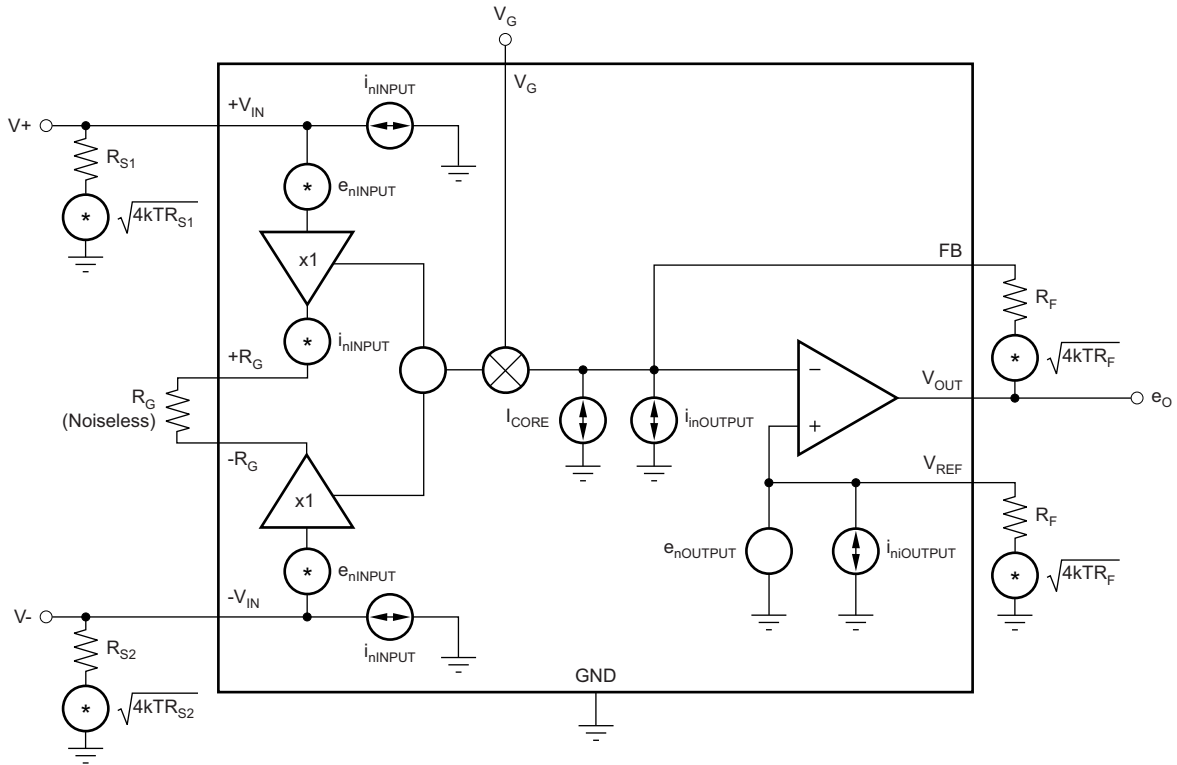 V_G
V_G
i_nINPUT
+V_IN
V+
R_S1
*
e_nINPUT
*
√4kTR_S1
x1
FB
R_F
*
i_nINPUT
*
√4kTR_F
+R_G
R_G
(Noiseless)
−
V_OUT
e_O
I_CORE
i_inOUTPUT
+
-R_G
V_REF
x1
R_F
e_nOUTPUT
i_niOUTPUT
*
e_nINPUT
*
√4kTR_F
-V_IN
V-
R_S2
i_nINPUT
GND
*
√4kTR_S2